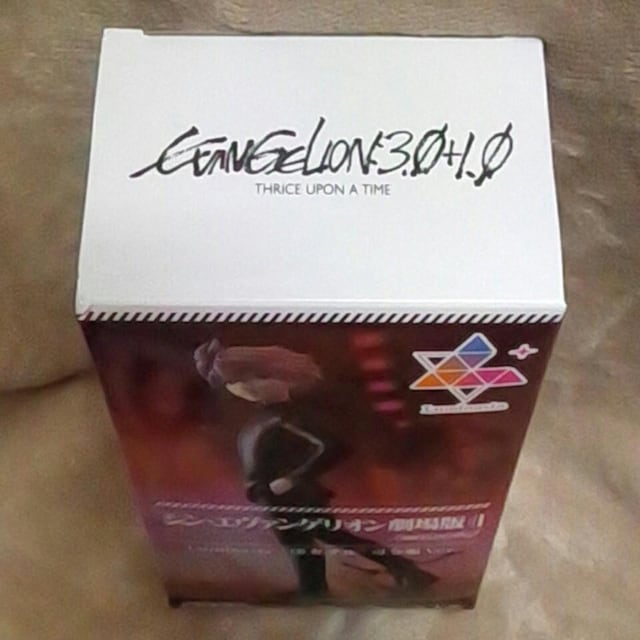 EVANGELION:3.0+1.0
THRICE UPON A TIME
Luminasta
シン・エヴァンゲリオン劇場版